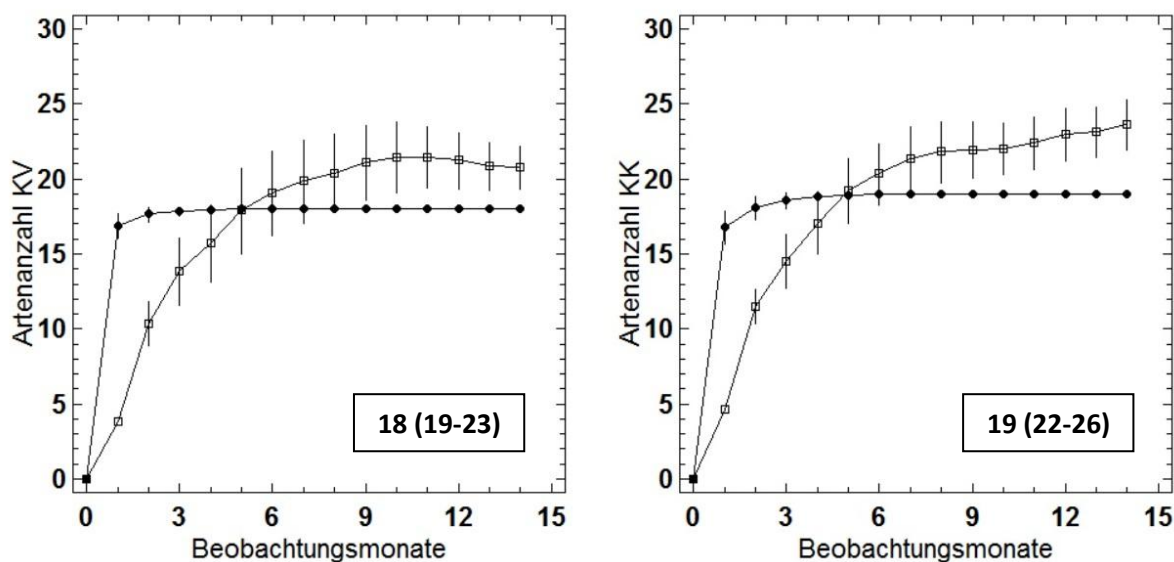 Artenanzahl KV
30
25
20
15
10
5
0
0 3 6 9 12 15
Beobachtungsmonate
18 (19-23)
Artenanzahl KK
30
25
20
15
10
5
0
0 3 6 9 12 15
Beobachtungsmonate
19 (22-26)